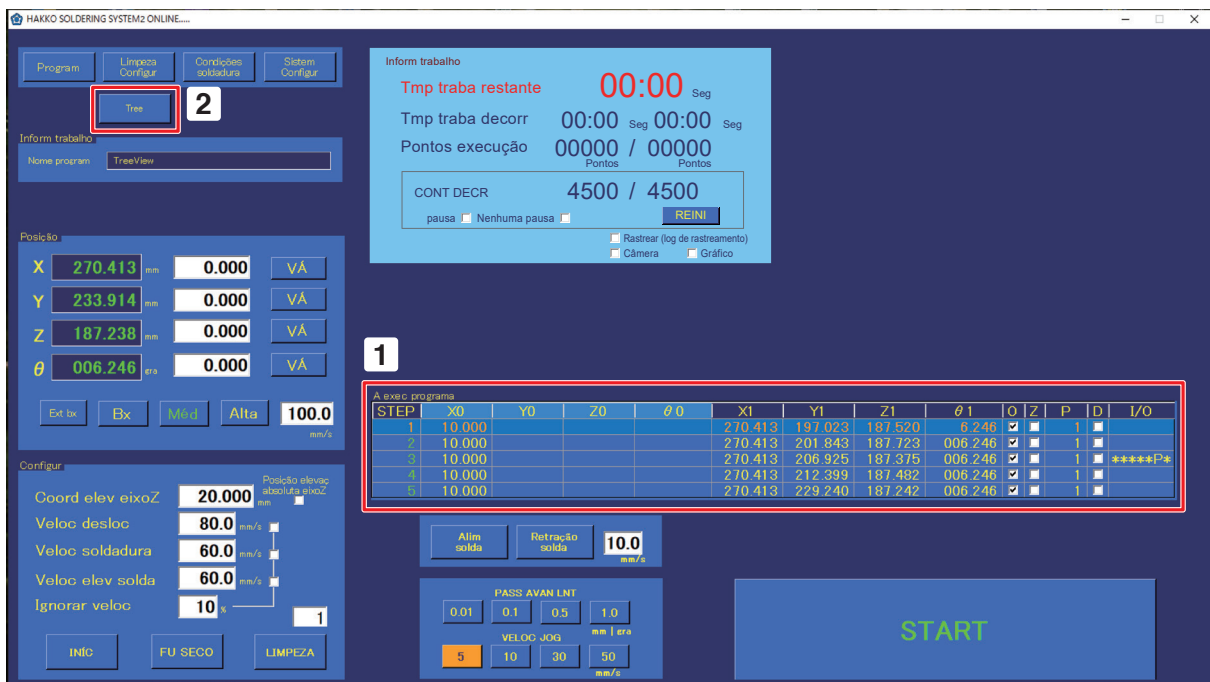 HAKKO SOLDERING SYSTEM2 ONLINE.....
Program
Limpeza Configur
Condições soldadura
Sistem Configur
Tree
2
Inform trabalho
Nome program TreeView
Inform trabalho
Tmp traba restante 00:00 Seg
Tmp traba decorr 00:00 Seg 00:00 Seg
Pontos execução 00000 / 00000
Pontos Pontos
CONT DECR 4500 / 4500
pausa Nenhuma pausa REINI
Rastrear (log de rastreamento)
Câmera Gráfico
Posição
X 270.413 mm 0.000 VÁ
Y 233.914 mm 0.000 VÁ
Z 187.238 mm 0.000 VÁ
θ 006.246 gra 0.000 VÁ
Ext bx Bx Méd Alta 100.0
mm/s
1
A exec programa
STEP X0 Y0 Z0 θ 0 X1 Y1 Z1 θ 1 O Z P D I/O
1 10.000 270.413 197.023 187.520 6.246 1
2 10.000 270.413 201.843 187.723 006.246 1
3 10.000 270.413 206.925 187.375 006.246 1 *****P*
4 10.000 270.413 212.399 187.482 006.246 1
5 10.000 270.413 229.240 187.242 006.246 1
Configur
Posição elevaç
absoluta eixoZ
Coord elev eixoZ 20.000 mm
Veloc desloc 80.0 mm/s
Veloc soldadura 60.0 mm/s
Veloc elev solda 60.0 mm/s
Ignorar veloc 10 %
1
INÍC FU SECO LIMPEZA
Alim solda
Retração solda
10.0
mm/s
PASS AVAN LNT
0.01 0.1 0.5 1.0
mm | gra
VELOC JOG
5 10 30 50
mm/s
START